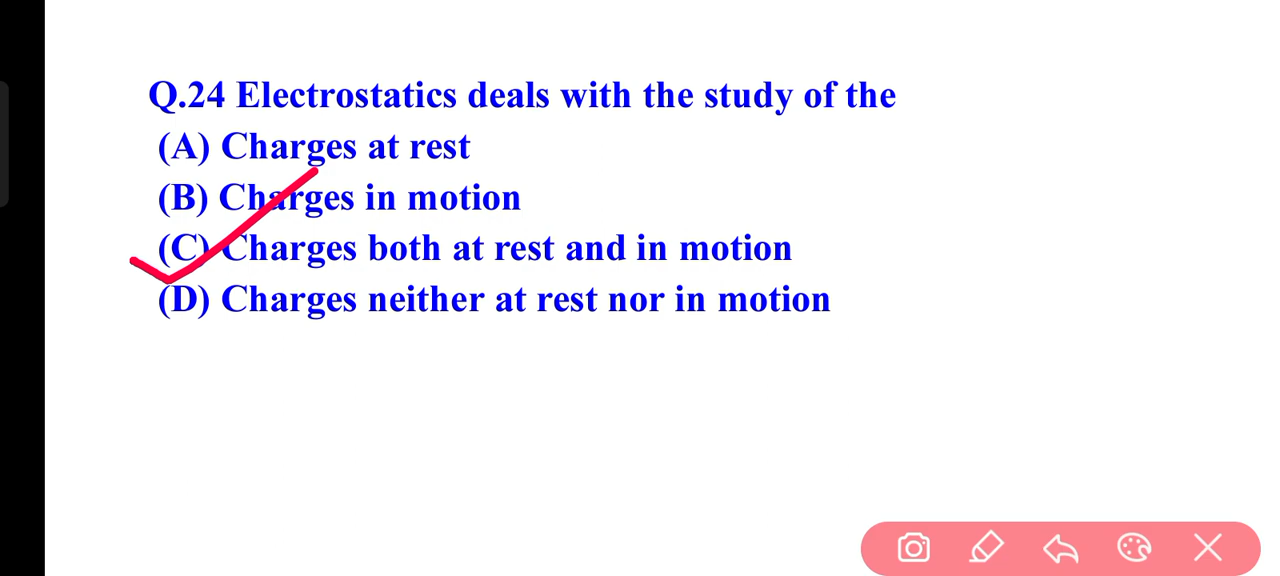 Q.24 Electrostatics deals with the study of the
(A) Charges at rest
(B) Charges in motion
(C) Charges both at rest and in motion
(D) Charges neither at rest nor in motion